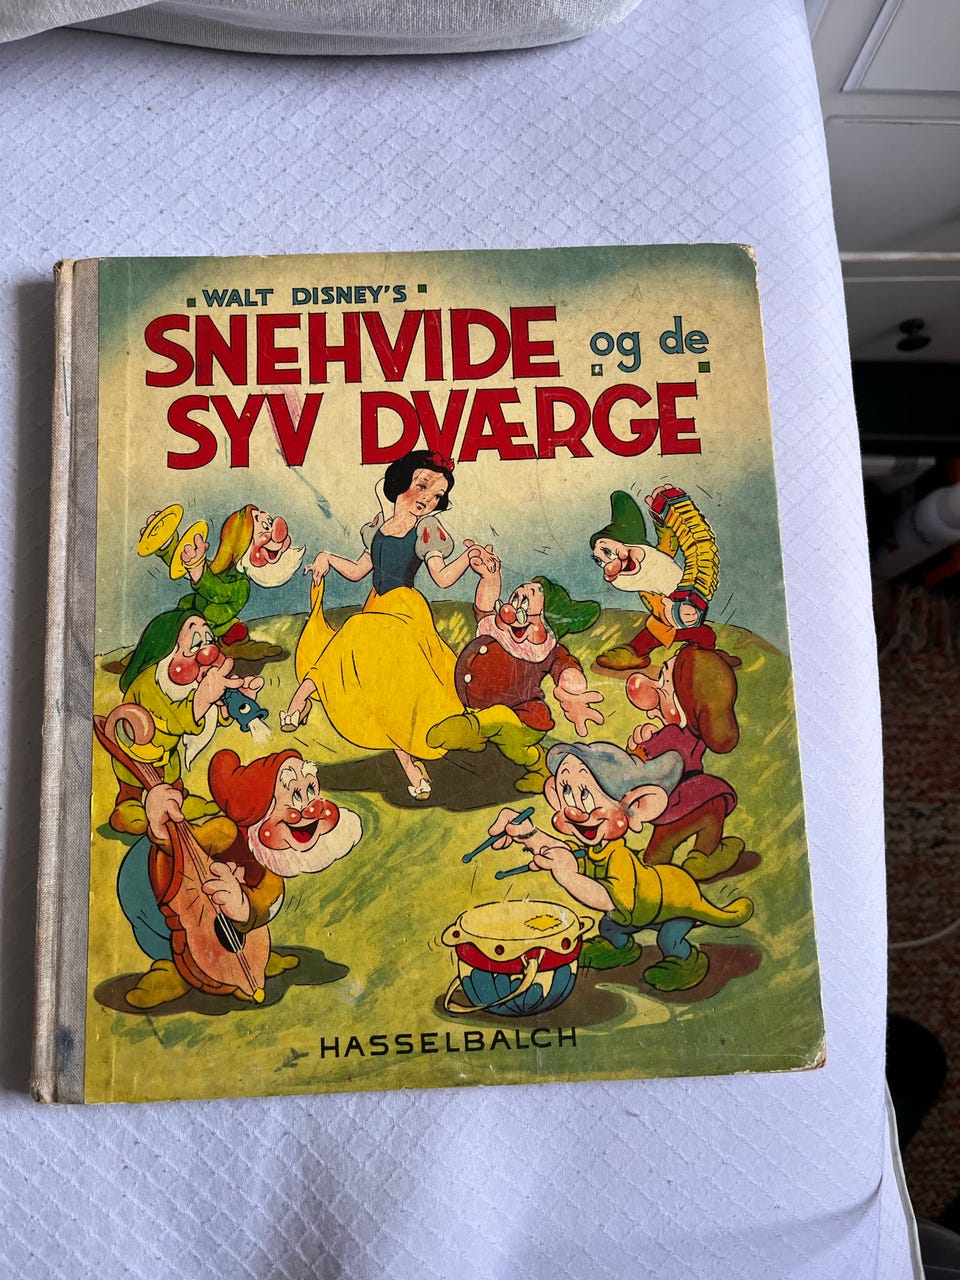 WALT DISNEY'S
SNEHVIDE og de
SYV DVÆRGE
HASSELBALCH